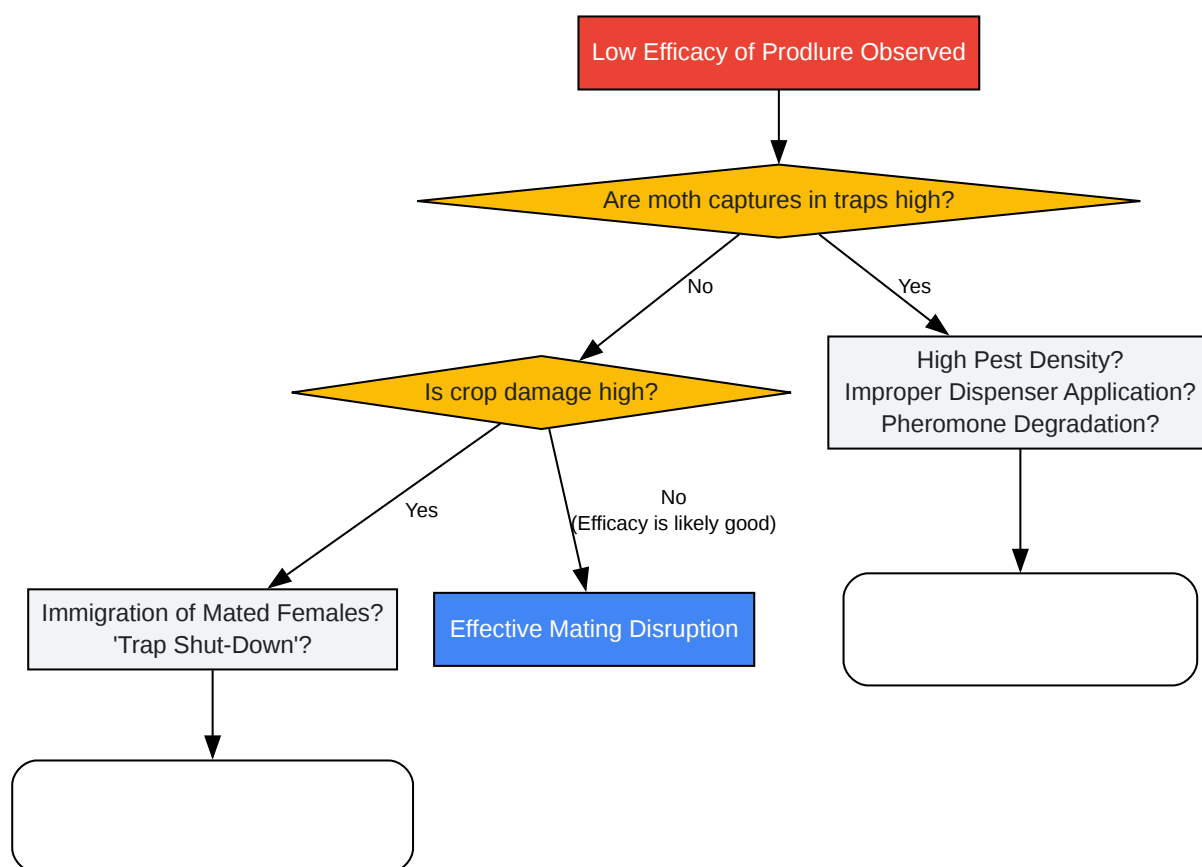 Low Efficacy of Prodlure Observed
Are moth captures in traps high?
No
Yes
High Pest Density?
Improper Dispenser Application?
Pheromone Degradation?
Is crop damage high?
Yes
No
(Efficacy is likely good)
Immigration of Mated Females?
'Trap Shut-Down'?
Effective Mating Disruption